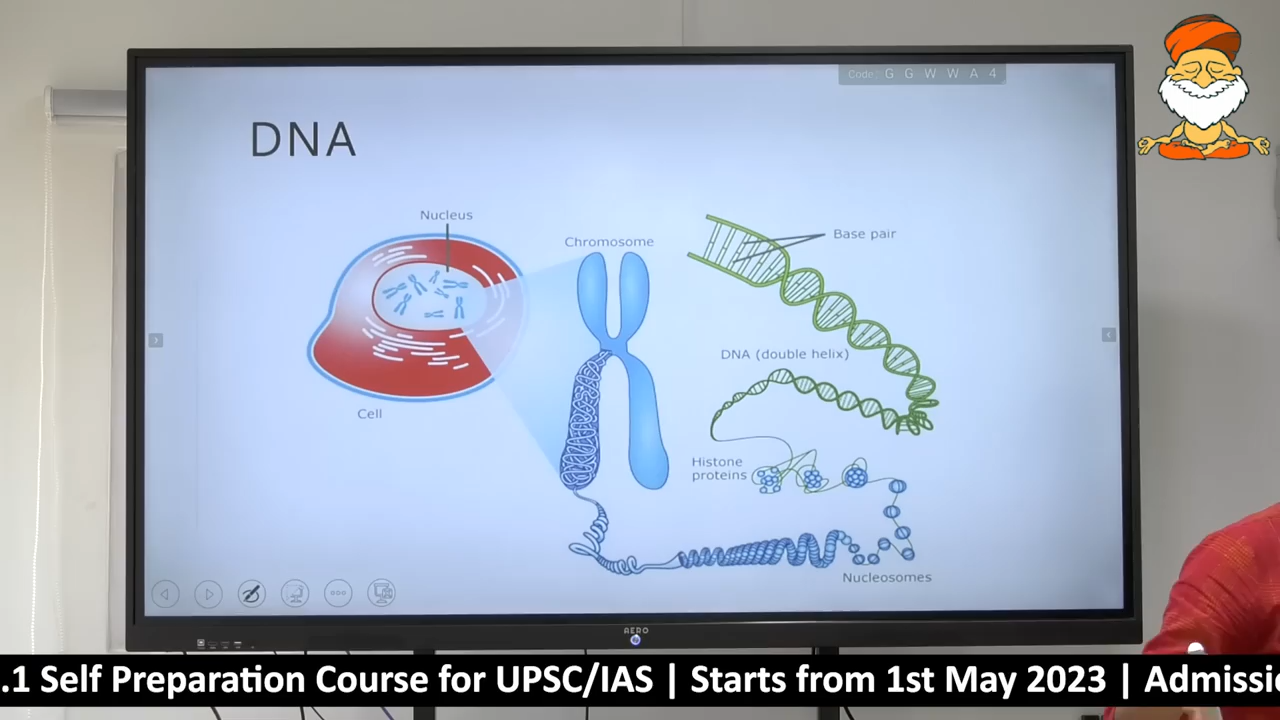 Code: G G W W A 4
DNA
Nucleus
Chromosome
Base pair
DNA (double helix)
Cell
Histone
proteins
Nucleosomes
AERO
.1 Self Preparation Course for UPSC/IAS | Starts from 1st May 2023 | Admissi